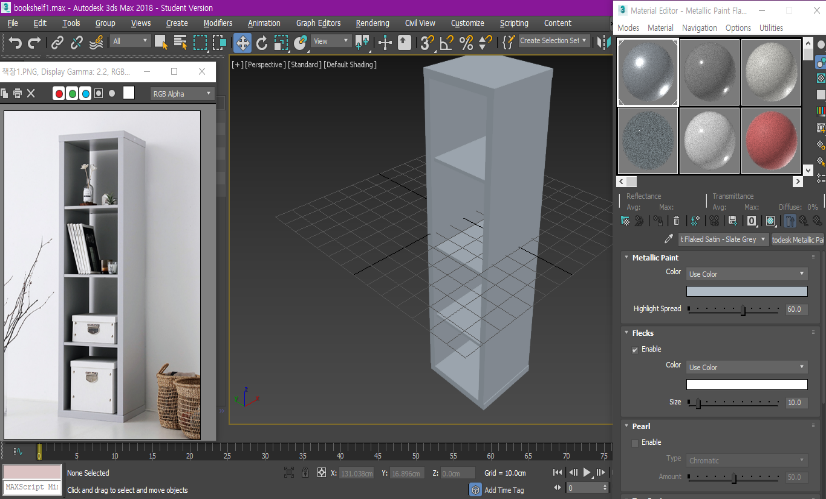 bookshelf1.max - Autodesk 3ds Max 2018 - Student Version
File Edit Tools Group Views Create Modifiers Animation Graph Editors Rendering Civil View Customize Scripting Content
All View Create Selection Set
책장1.PNG, Display Gamma: 2.2, RGB...
RGB Alpha
[+] [Perspective] [Standard] [Default Shading]
Material Editor - Metallic Paint Fla...
Modes Material Navigation Options Utilities
Reflectance Transmittance
Avg: Max: Avg: Max: Diffuse: 0%
t Flaked Satin - Slate Grey
todesk Metallic Pai
Metallic Paint
Color Use Color
Highlight Spread 60.0
Flecks
Enable
Color Use Color
Size 10.0
Pearl
Enable
Type Chromatic
Amount 50.0
0 5 10 15 20 25 30 35 40 45 50 55 60 65 70 75
None Selected
X: 131.038cm Y: 16.896cm Z: 0.0cm Grid = 10.0cm
MAXScript Mi
Click and drag to select and move objects
Add Time Tag
0